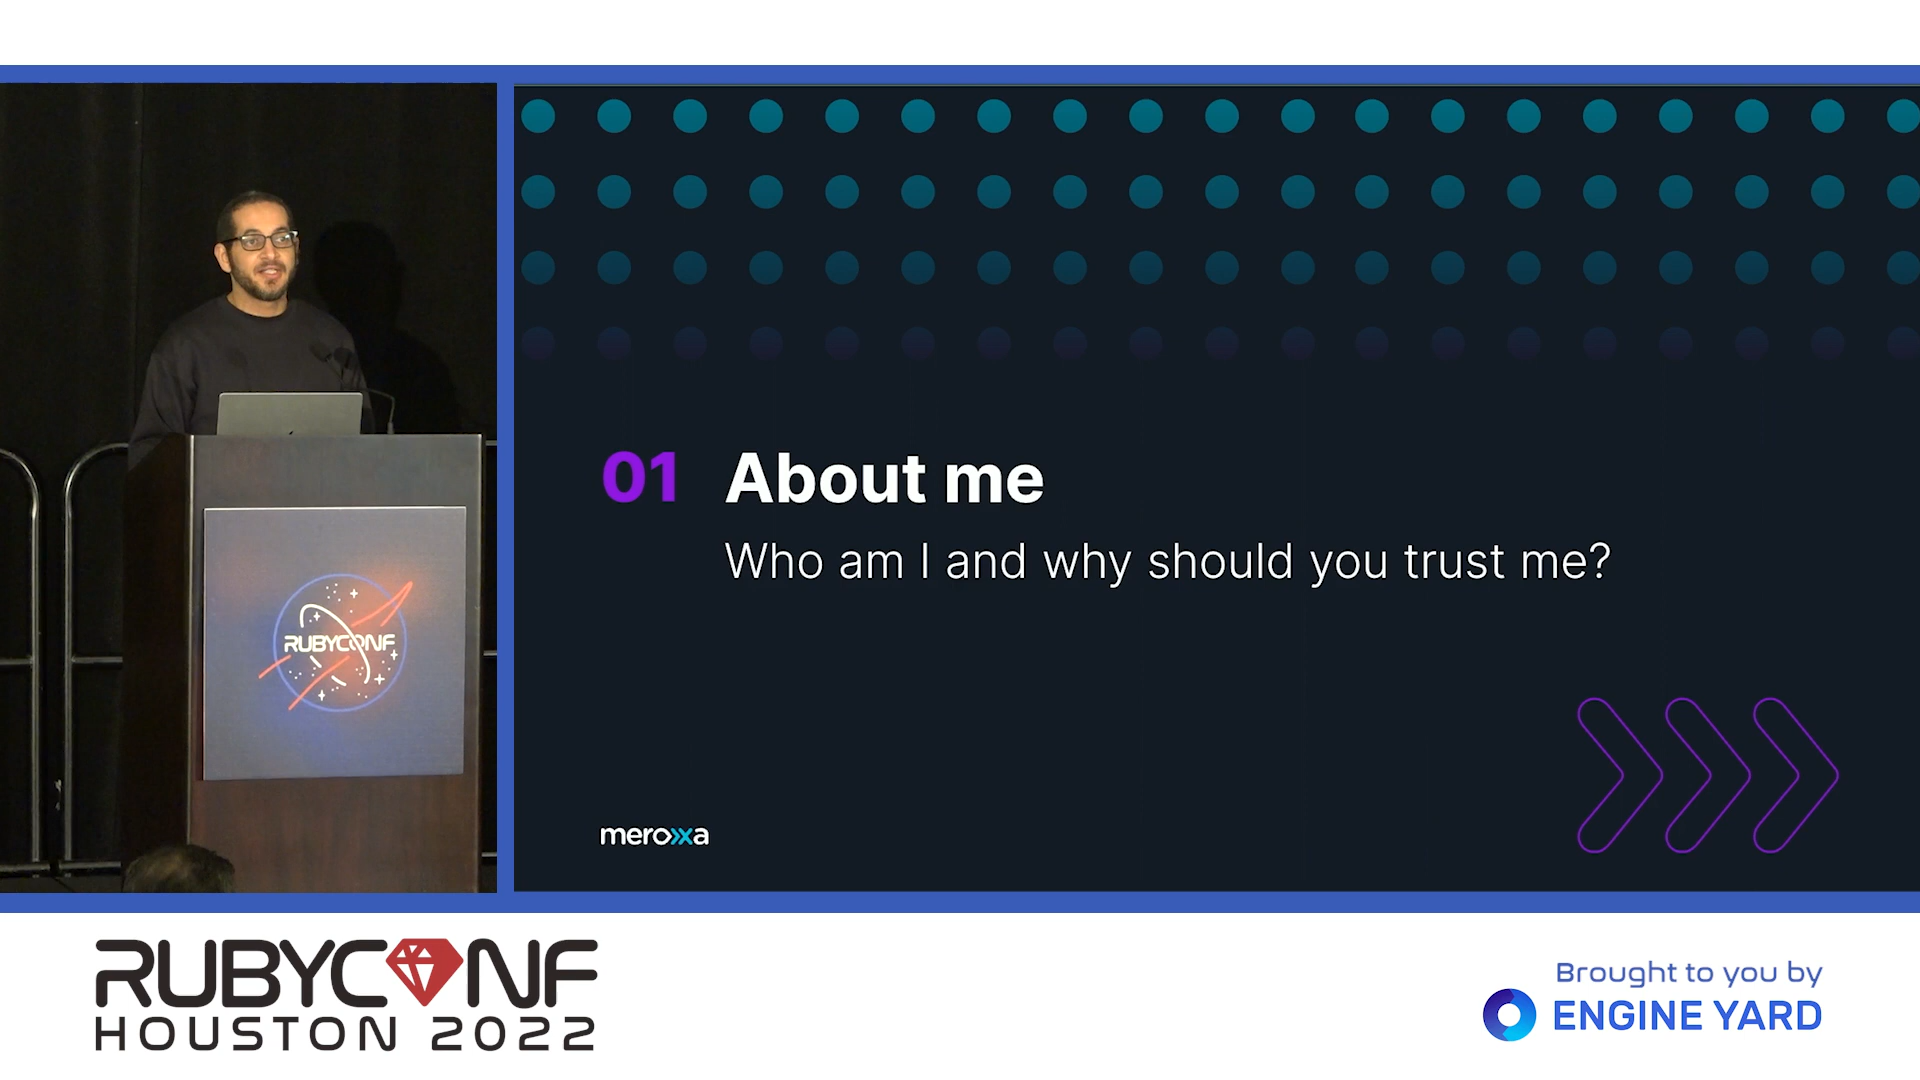 01 About me
Who am I and why should you trust me?
meroxa
RUBYCONF
RUBYCONF
HOUSTON 2022
Brought to you by
ENGINE YARD